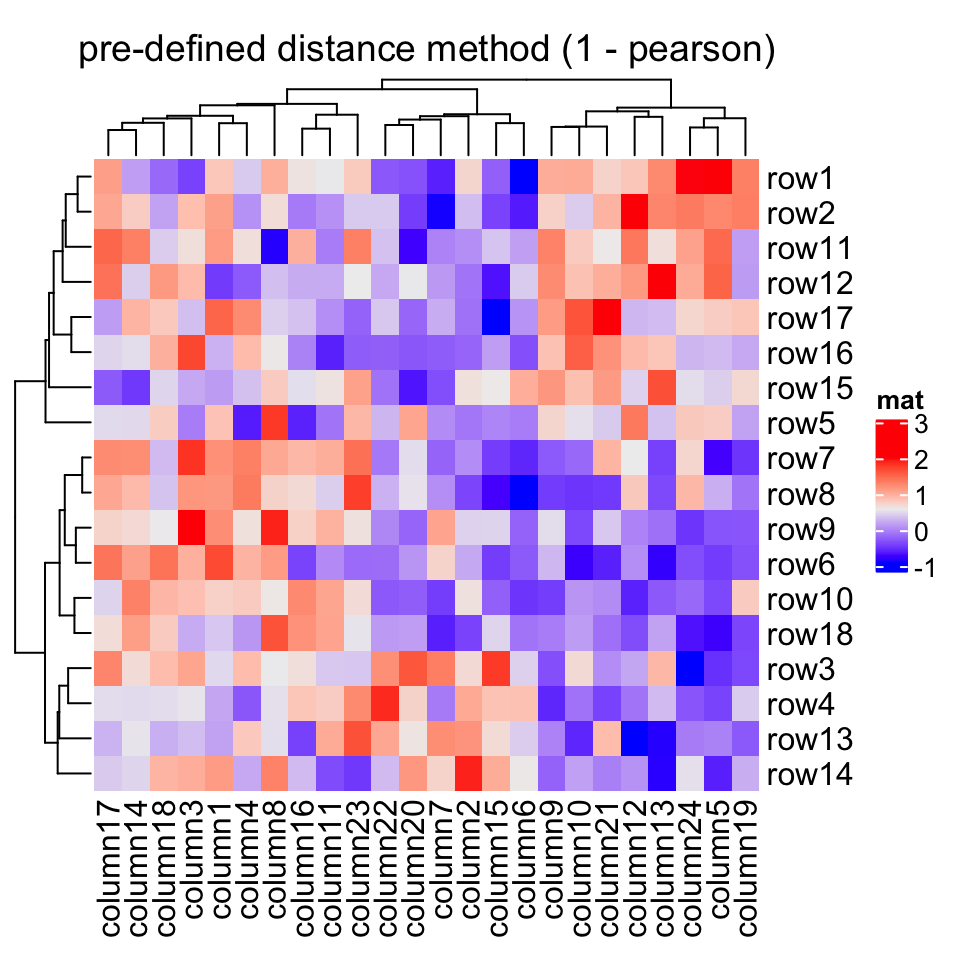 pre-defined distance method (1 - pearson)
row1
row2
row11
row12
row17
row16
row15
row5
row7
row8
row9
row6
row10
row18
row3
row4
row13
row14
mat
3
2
1
0
-1
column17
column14
column18
column3
column1
column4
column8
column16
column11
column23
column22
column20
column7
column2
column15
column6
column9
column10
column21
column12
column13
column24
column5
column19